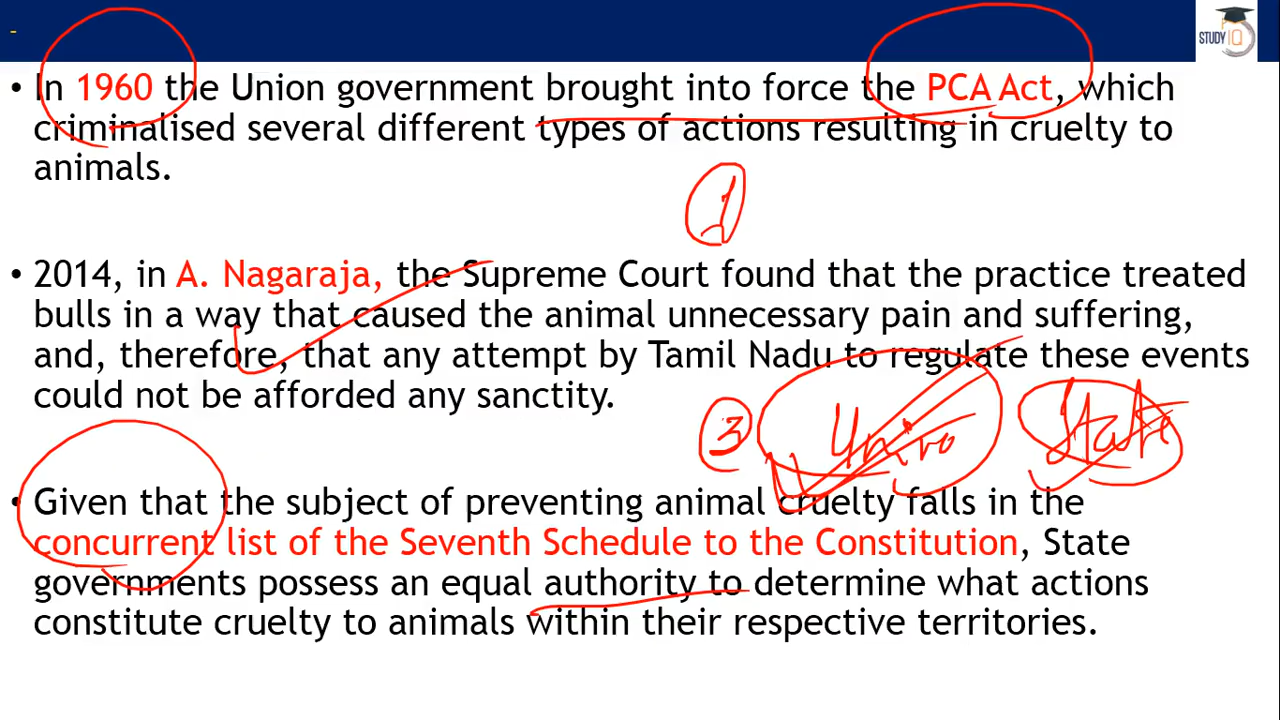 -
STUDY IQ
• In 1960 the Union government brought into force the PCA Act, which
criminalised several different types of actions resulting in cruelty to
animals.
1
• 2014, in A. Nagaraja, the Supreme Court found that the practice treated
bulls in a way that caused the animal unnecessary pain and suffering,
and, therefore, that any attempt by Tamil Nadu to regulate these events
could not be afforded any sanctity.
3 State
• Given that the subject of preventing animal cruelty falls in the
concurrent list of the Seventh Schedule to the Constitution, State
governments possess an equal authority to determine what actions
constitute cruelty to animals within their respective territories.